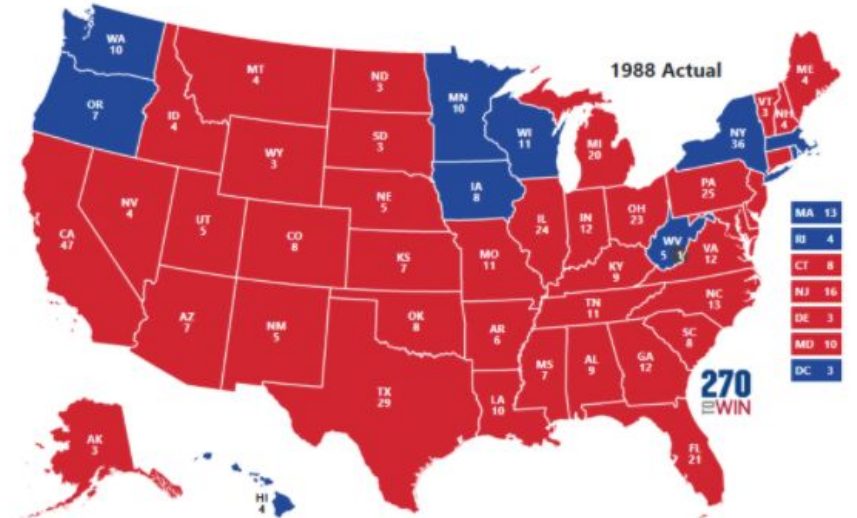 1988 Actual
WA
10
OR
7
ID
4
MT
4
ND
3
SD
3
MN
10
WI
11
MI
20
ME
4
VT
3
NH
4
NY
36
WY
3
NE
5
IA
8
PA
25
CA
47
NV
4
UT
5
CO
8
KS
7
MO
11
IL
24
IN
12
OH
23
WV
5 1
VA
12
KY
9
AZ
7
NM
5
OK
8
AR
6
TN
11
NC
13
SC
8
TX
29
LA
10
MS
7
AL
9
GA
12
FL
21
AK
3
HI
4
MA 13
RI 4
CT 8
NJ 16
DE 3
MD 10
DC 3
270
TO WIN